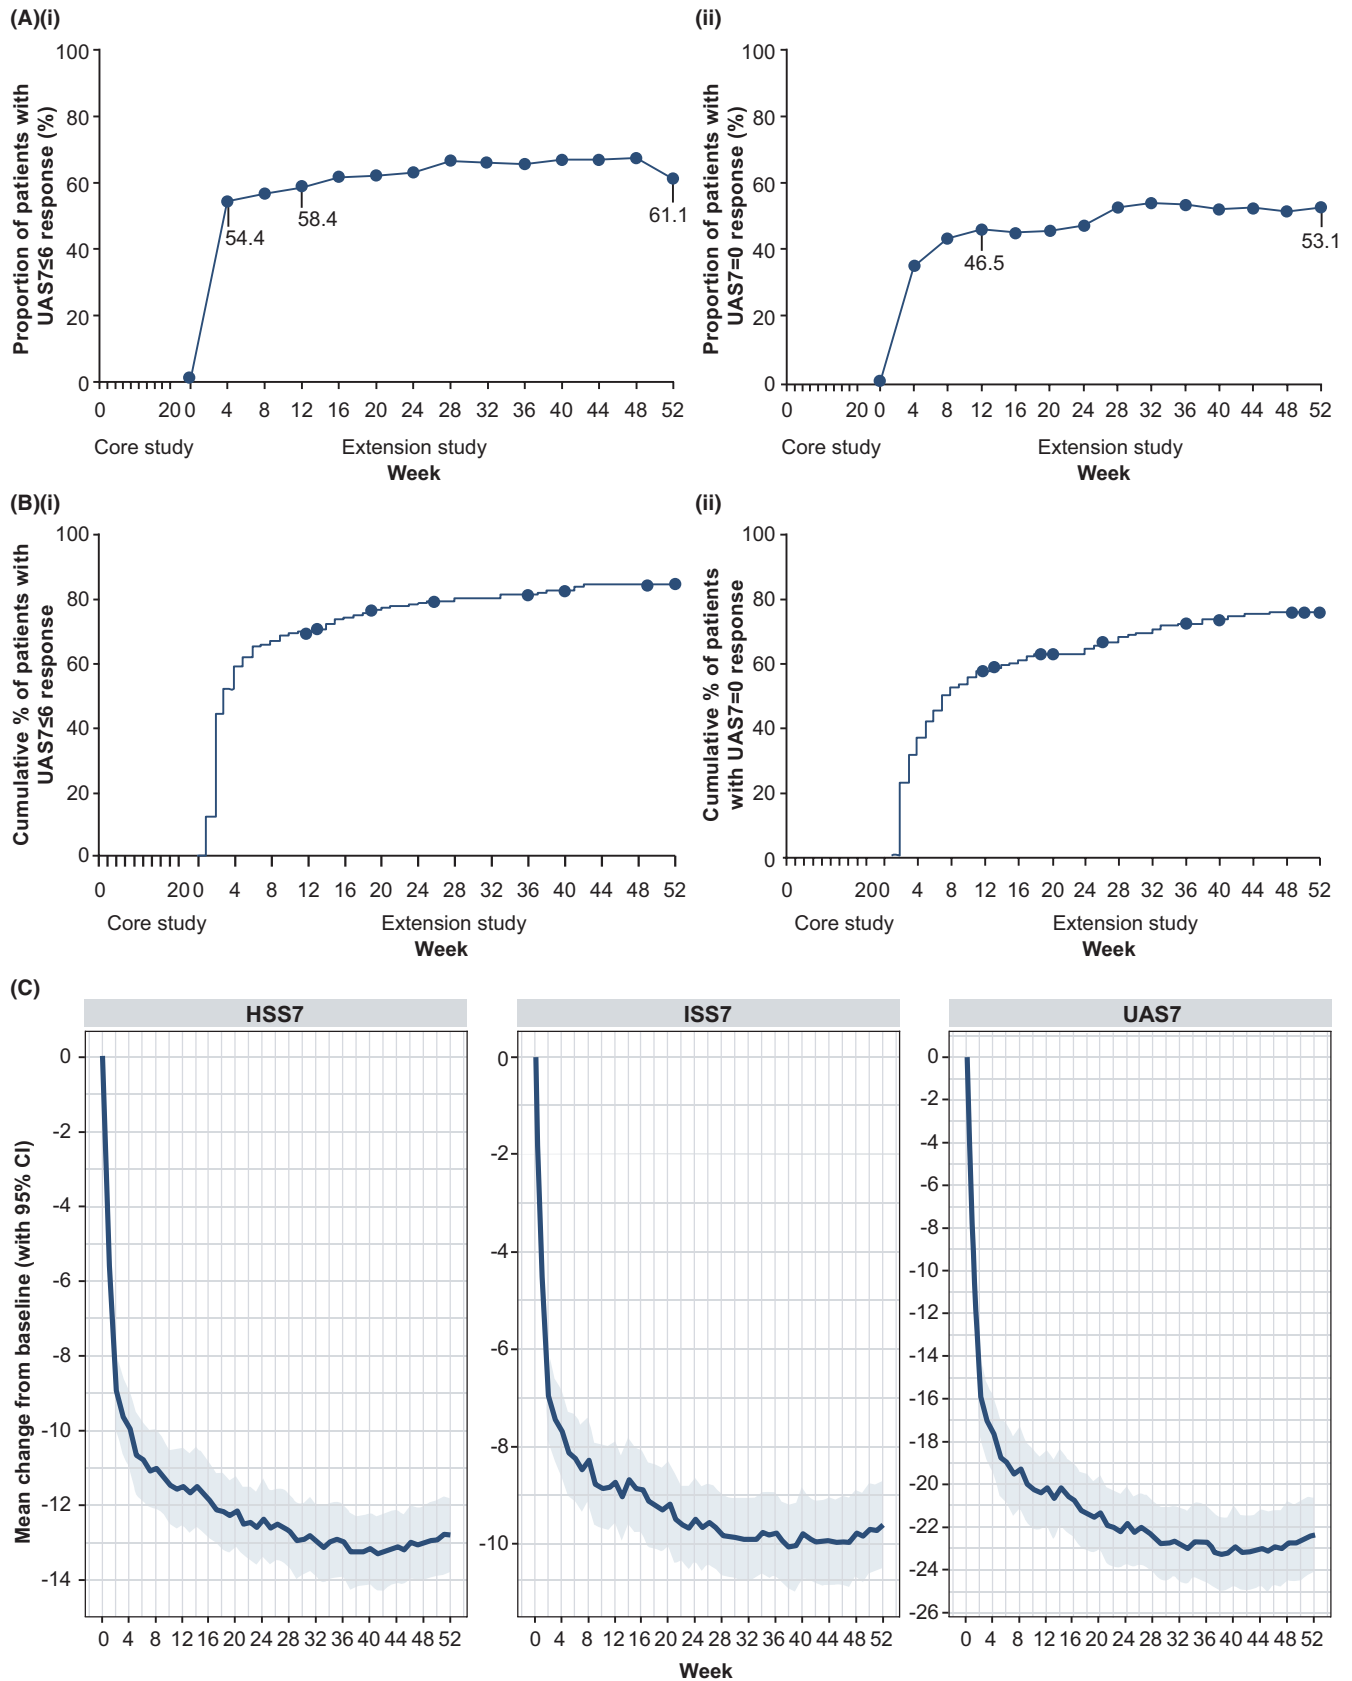 (A)(i)
Proportion of patients with
UAS7≤6 response (%)
100
80
60
40
20
0
54.4
58.4
61.1
0 20 0 4 8 12 16 20 24 28 32 36 40 44 48 52
Core study Extension study
Week
(ii)
Proportion of patients with
UAS7=0 response (%)
100
80
60
40
20
0
46.5
53.1
0 20 0 4 8 12 16 20 24 28 32 36 40 44 48 52
Core study Extension study
Week
(B)(i)
Cumulative % of patients with
UAS7≤6 response
100
80
60
40
20
0
0 20 0 4 8 12 16 20 24 28 32 36 40 44 48 52
Core study Extension study
Week
(ii)
Cumulative % of patients
with UAS7=0 response
100
80
60
40
20
0
0 20 0 4 8 12 16 20 24 28 32 36 40 44 48 52
Core study Extension study
Week
(C)
Mean change from baseline (with 95% CI)
HSS7
0
-2
-4
-6
-8
-10
-12
-14
0 4 8 12 16 20 24 28 32 36 40 44 48 52
ISS7
0
-2
-4
-6
-8
-10
0 4 8 12 16 20 24 28 32 36 40 44 48 52
UAS7
0
-2
-4
-6
-8
-10
-12
-14
-16
-18
-20
-22
-24
-26
0 4 8 12 16 20 24 28 32 36 40 44 48 52
Week